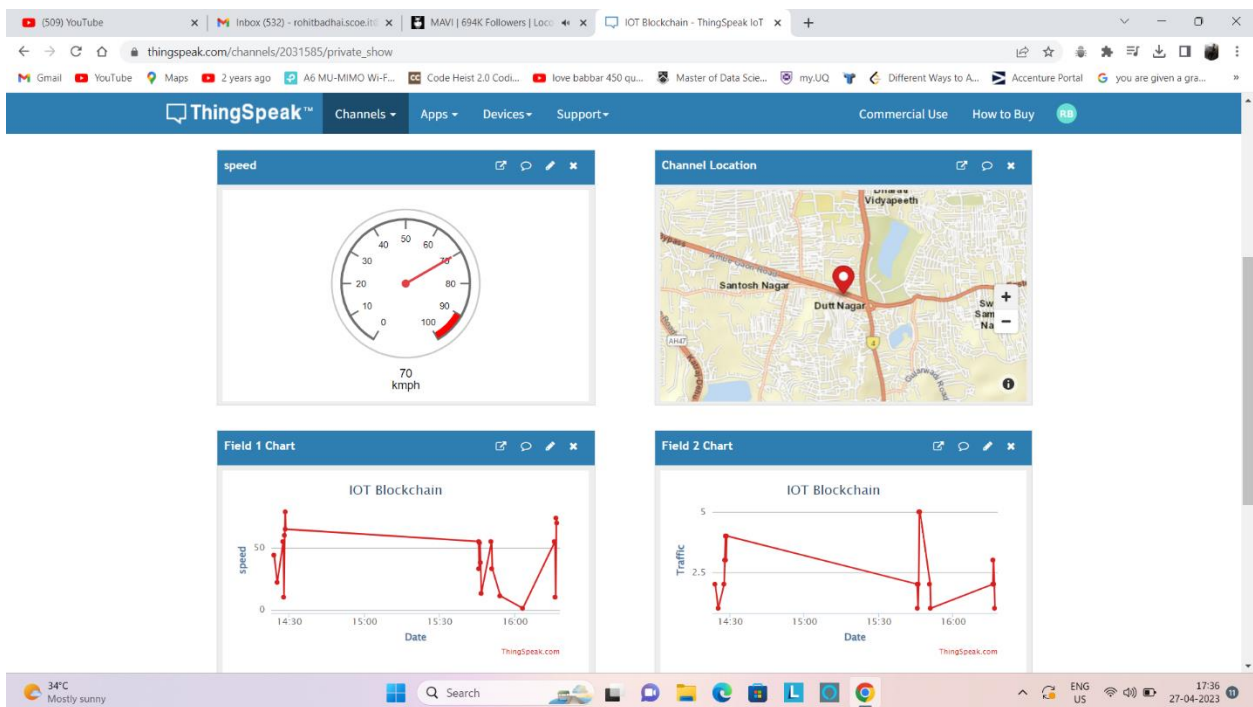 (509) YouTube
Inbox (532) - rohitbadhai.scoe.it
MAVI | 694K Followers | Loco
IOT Blockchain - ThingSpeak IoT
thingspeak.com/channels/2031585/private_show
Gmail YouTube Maps 2 years ago A6 MU-MIMO Wi-F... Code Heist 2.0 Codi... love babbar 450 qu... Master of Data Scie... my.UQ Different Ways to A... Accenture Portal you are given a gra... »
ThingSpeak™ Channels Apps Devices Support Commercial Use How to Buy RB
speed
0
10
20
30
40
50
60
70
80
90
100
70
kmph
Channel Location
Vidyapeeth
Santosh Nagar
Dutt Nagar
Sam
Na
AH47
4
+
−
Field 1 Chart
IOT Blockchain
speed
50
0
14:30 15:00 15:30 16:00
Date
ThingSpeak.com
Field 2 Chart
IOT Blockchain
Traffic
5
2.5
14:30 15:00 15:30 16:00
Date
ThingSpeak.com
34°C
Mostly sunny
Search
ENG
US
17:36
27-04-2023